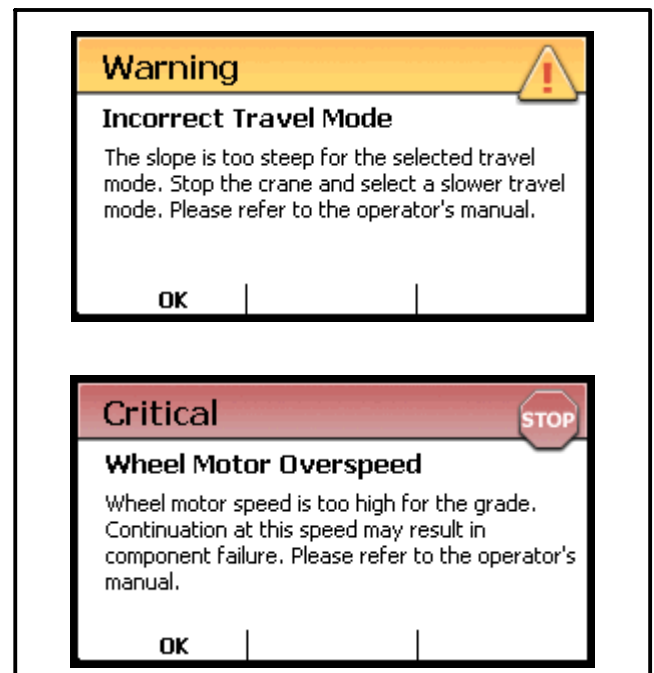 Warning
Incorrect Travel Mode
The slope is too steep for the selected travel
mode. Stop the crane and select a slower travel
mode. Please refer to the operator's manual.
OK
Critical
STOP
Wheel Motor Overspeed
Wheel motor speed is too high for the grade.
Continuation at this speed may result in
component failure. Please refer to the operator's
manual.
OK